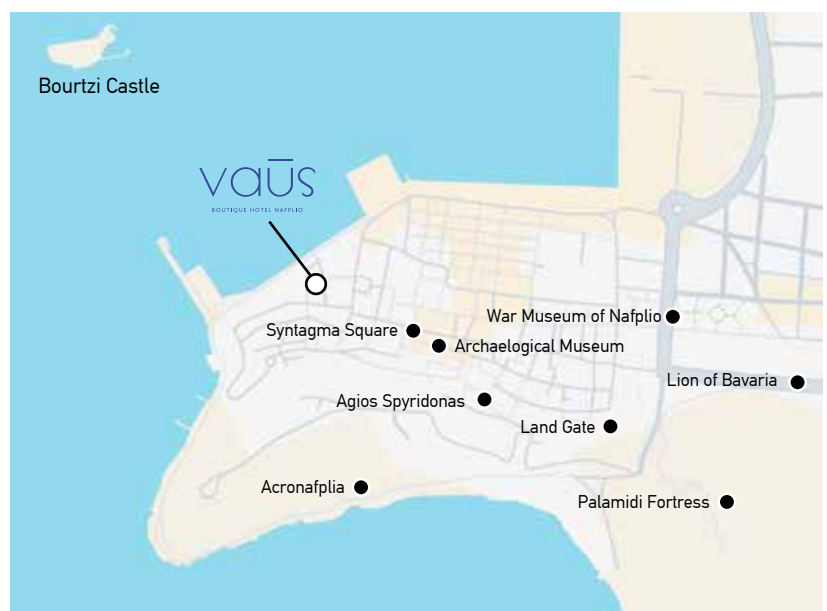 Bourtzi Castle
vaūs
BOUTIQUE HOTEL NAFPLIO
War Museum of Nafplio
Syntagma Square
Archaelogical Museum
Lion of Bavaria
Agios Spyridonas
Land Gate
Acronafplia
Palamidi Fortress